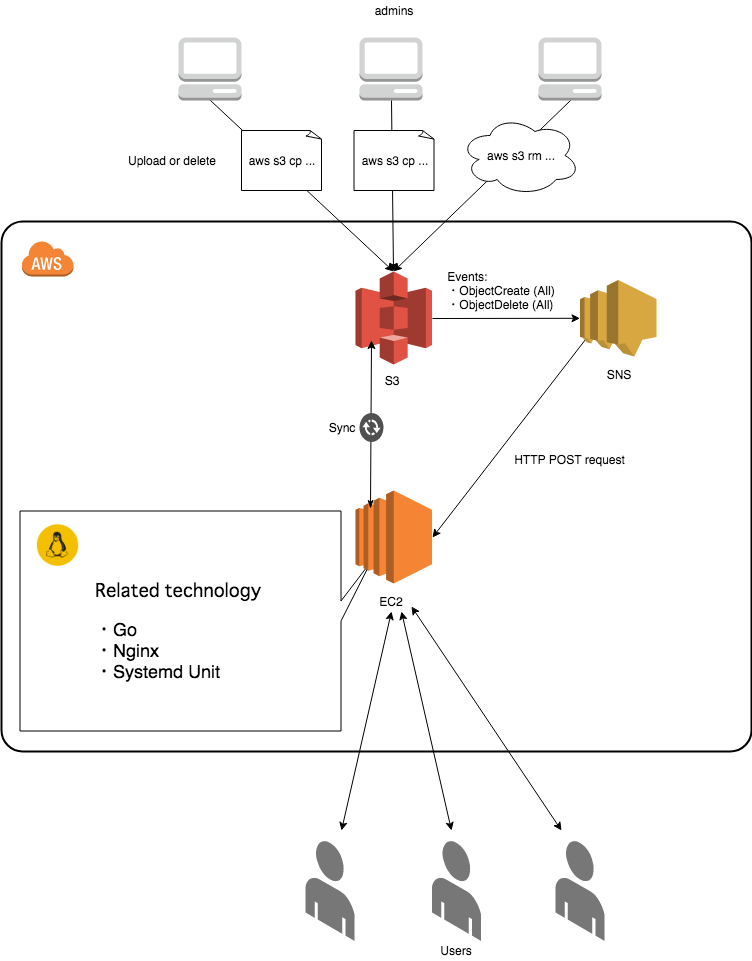 admins
Upload or delete
aws s3 cp ...
aws s3 cp ...
aws s3 rm ...
AWS
Events:
・ObjectCreate (All)
・ObjectDelete (All)
S3
SNS
Sync
HTTP POST request
EC2
Related technology
・Go
・Nginx
・Systemd Unit
Users